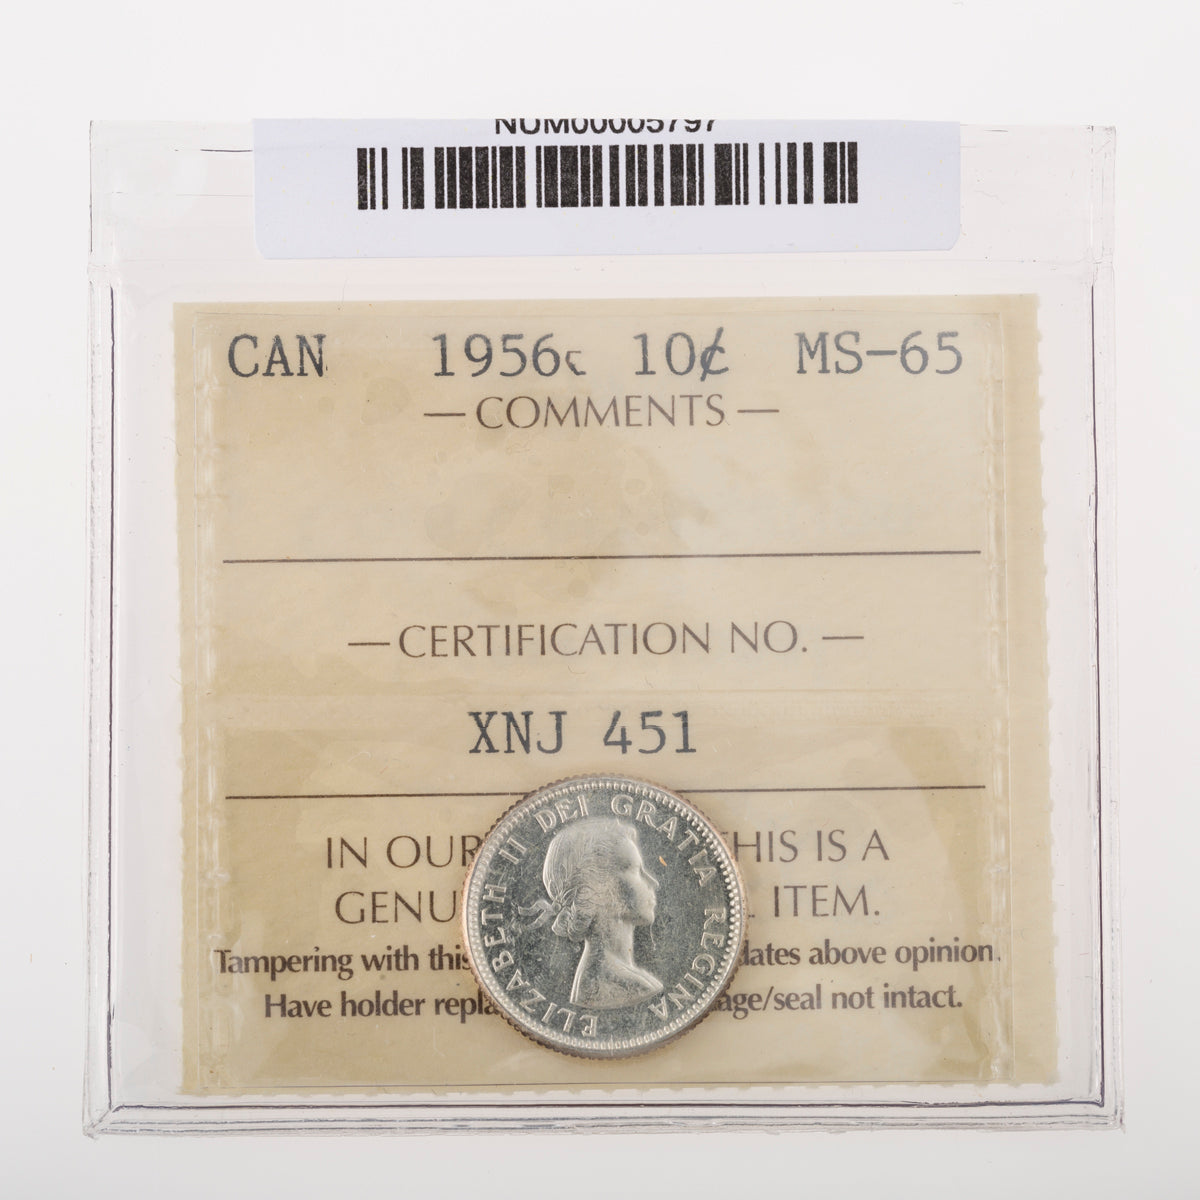 NUM00005797
CAN 1956 10¢ MS-65
— COMMENTS —
— CERTIFICATION NO. —
XNJ 451
IN OUR HIS IS A
GENU ITEM.
Tampering with this dates above opinion.
Have holder repla age/seal not intact.
ELIZABETH II DEI GRATIA REGINA